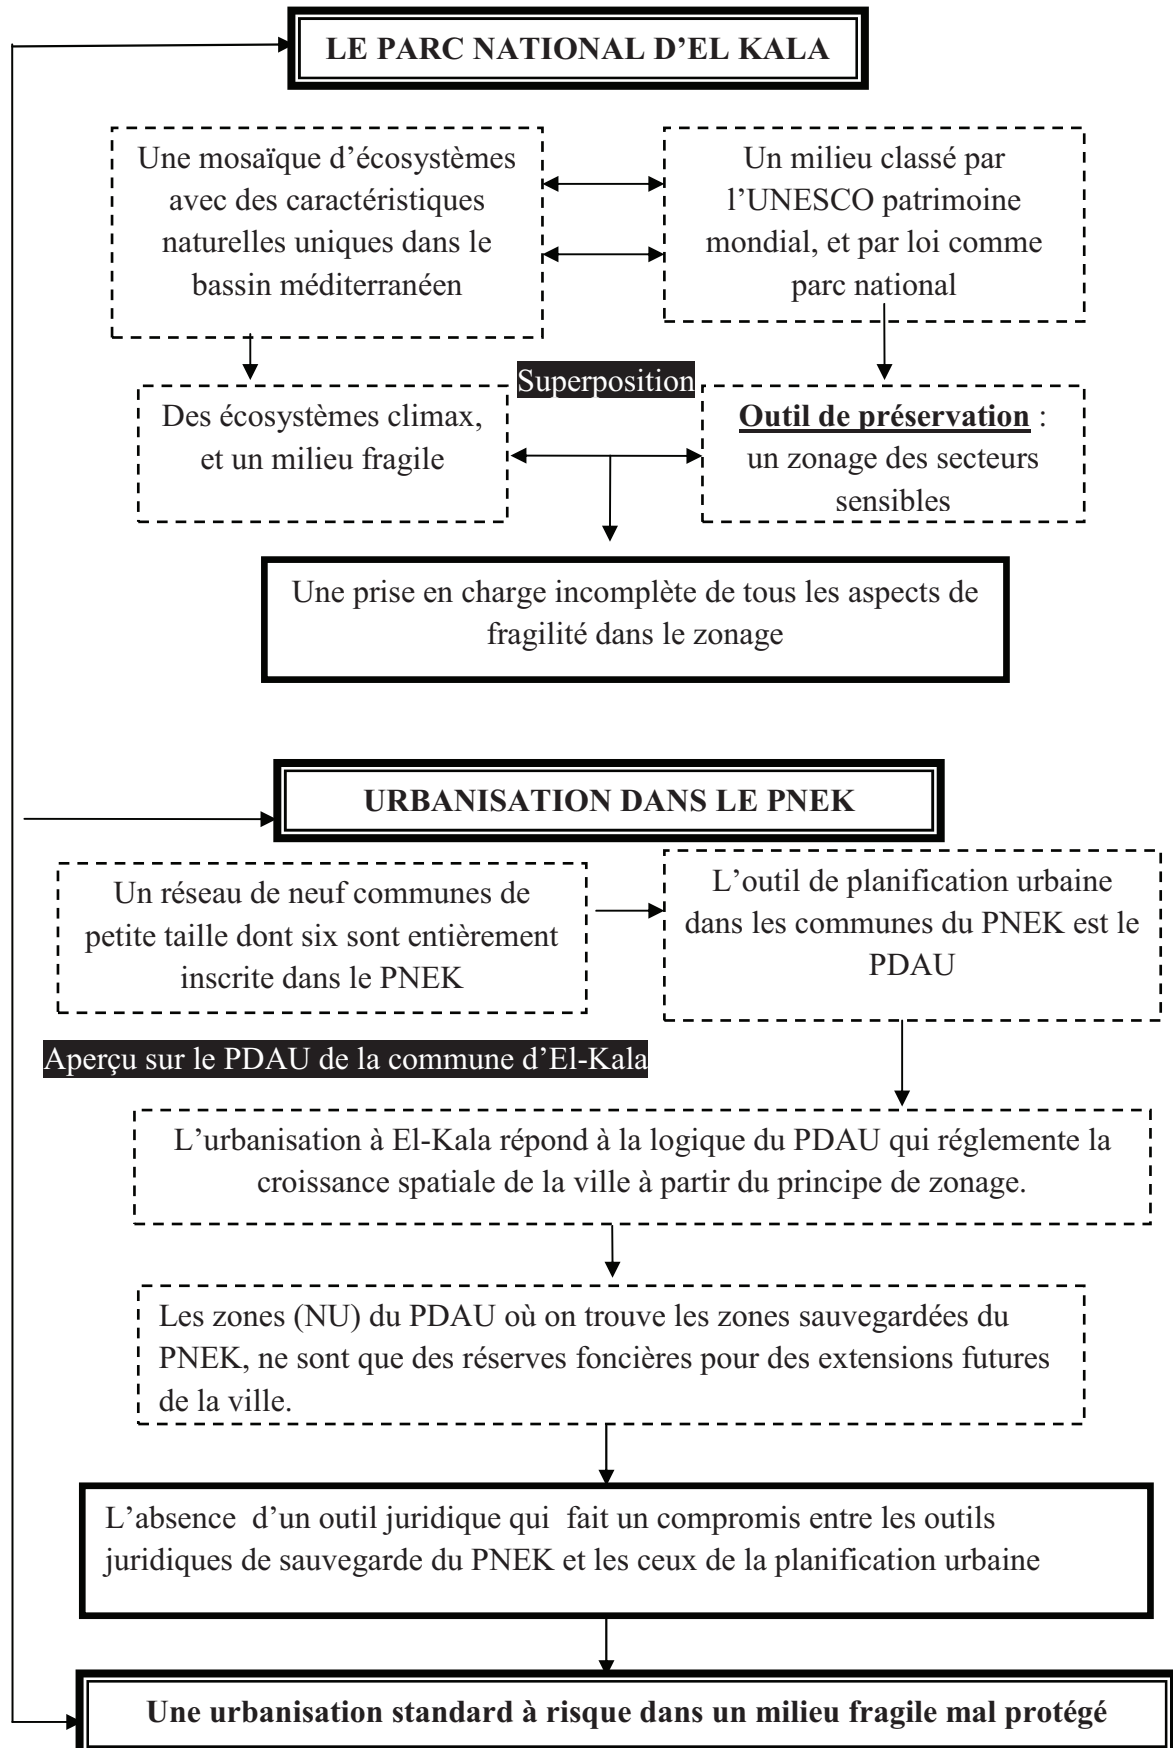 LE PARC NATIONAL D’EL KALA
Une mosaïque d’écosystèmes
avec des caractéristiques
naturelles uniques dans le
bassin méditerranéen
Un milieu classé par
l’UNESCO patrimoine
mondial, et par loi comme
parc national
Superposition
Des écosystèmes climax,
et un milieu fragile
Outil de préservation :
un zonage des secteurs
sensibles
Une prise en charge incomplète de tous les aspects de
fragilité dans le zonage
URBANISATION DANS LE PNEK
Un réseau de neuf communes de
petite taille dont six sont entièrement
inscrite dans le PNEK
L’outil de planification urbaine
dans les communes du PNEK est le
PDAU
Aperçu sur le PDAU de la commune d’El-Kala
L’urbanisation à El-Kala répond à la logique du PDAU qui réglemente la
croissance spatiale de la ville à partir du principe de zonage.
Les zones (NU) du PDAU où on trouve les zones sauvegardées du
PNEK, ne sont que des réserves foncières pour des extensions futures
de la ville.
L’absence d’un outil juridique qui fait un compromis entre les outils
juridiques de sauvegarde du PNEK et les ceux de la planification urbaine
Une urbanisation standard à risque dans un milieu fragile mal protégé